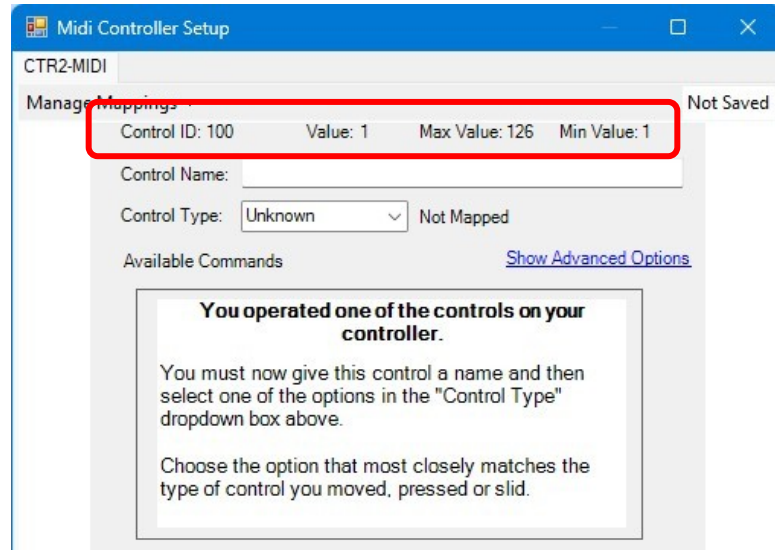 Midi Controller Setup
CTR2-MIDI
Manage Mappings
Not Saved
Control ID: 100 Value: 1 Max Value: 126 Min Value: 1
Control Name:
Control Type: Unknown Not Mapped
Available Commands Show Advanced Options
You operated one of the controls on your
controller.
You must now give this control a name and then
select one of the options in the "Control Type"
dropdown box above.
Choose the option that most closely matches the
type of control you moved, pressed or slid.